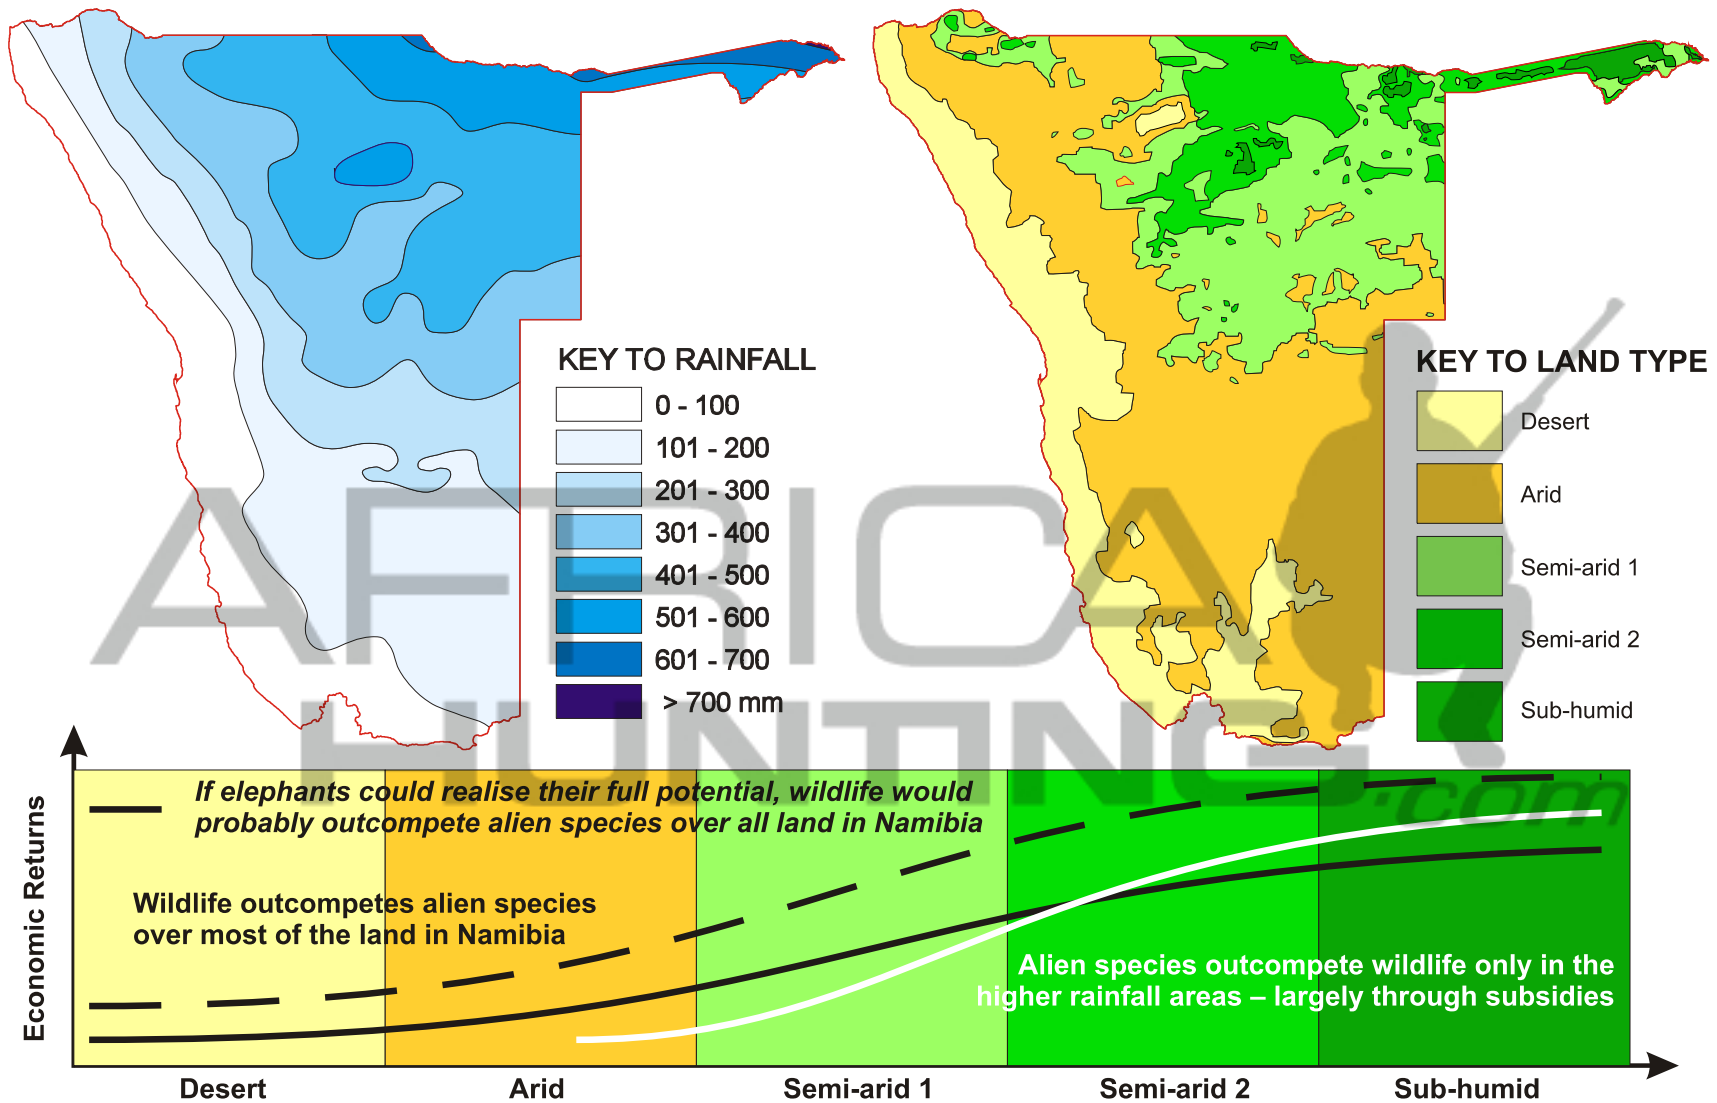 KEY TO RAINFALL
0 - 100
101 - 200
201 - 300
301 - 400
401 - 500
501 - 600
601 - 700
> 700 mm
KEY TO LAND TYPE
Desert
Arid
Semi-arid 1
Semi-arid 2
Sub-humid
AFRICA
HUNTING
.com
Economic Returns
If elephants could realise their full potential, wildlife would
probably outcompete alien species over all land in Namibia
Wildlife outcompetes alien species
over most of the land in Namibia
Alien species outcompete wildlife only in the
higher rainfall areas – largely through subsidies
Desert
Arid
Semi-arid 1
Semi-arid 2
Sub-humid